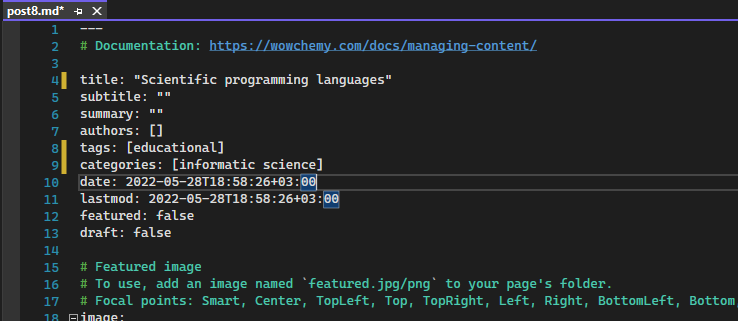 post8.md*
1 ---
2 # Documentation: https://wowchemy.com/docs/managing-content/
3
4 title: "Scientific programming languages"
5 subtitle: ""
6 summary: ""
7 authors: []
8 tags: [educational]
9 categories: [informatic science]
10 date: 2022-05-28T18:58:26+03:00
11 lastmod: 2022-05-28T18:58:26+03:00
12 featured: false
13 draft: false
14
15 # Featured image
16 # To use, add an image named `featured.jpg/png` to your page's folder.
17 # Focal points: Smart, Center, TopLeft, Top, TopRight, Left, Right, BottomLeft, Bottom
18 image: